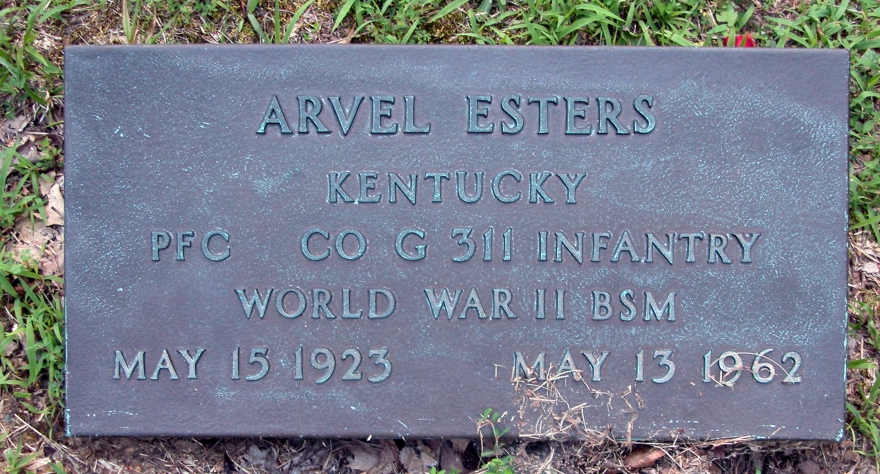 ARVEL ESTERS
KENTUCKY
PFC CO G 311 INFANTRY
WORLD WAR II BSM
MAY 15 1923 MAY 13 1962